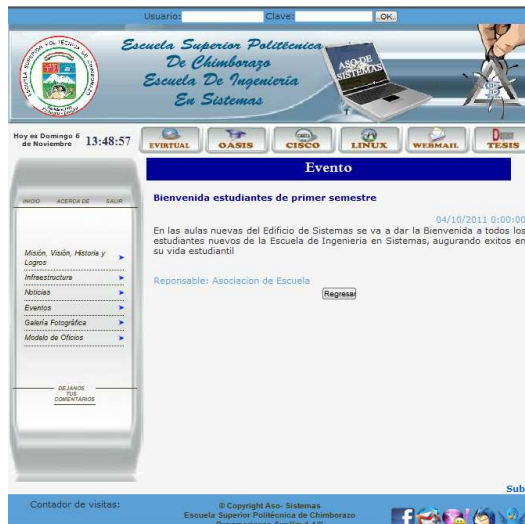 Usuario: Clave: ..OK..
Escuela Superior Politécnica
De Chimborazo
Escuela De Ingeniería
En Sistemas
ASO DE
SISTEMAS
Hoy es Domingo 6
de Noviembre 13:48:57
EVIRTUAL OASIS CISCO LINUX WEBMAIL TESIS
Evento
INICIO ACERCA DE SALIR
Bienvenida estudiantes de primer semestre
04/10/2011 0:00:00
En las aulas nuevas del Edificio de Sistemas se va a dar la Bienvenida a todos los
estudiantes nuevos de la Escuela de Ingenieria en Sistemas, augurando exitos en
su vida estudiantil
Reponsable: Asociacion de Escuela
Regresar
Misión, Visión, Historia y
Logros
Infraestructura
Noticias
Eventos
Galería Fotográfica
Modelo de Oficios
DEJANOS
TUS
COMENTARIOS
Sub
Contador de visitas:
© Copyright Aso- Sistemas
Escuela Superior Politécnica de Chimborazo